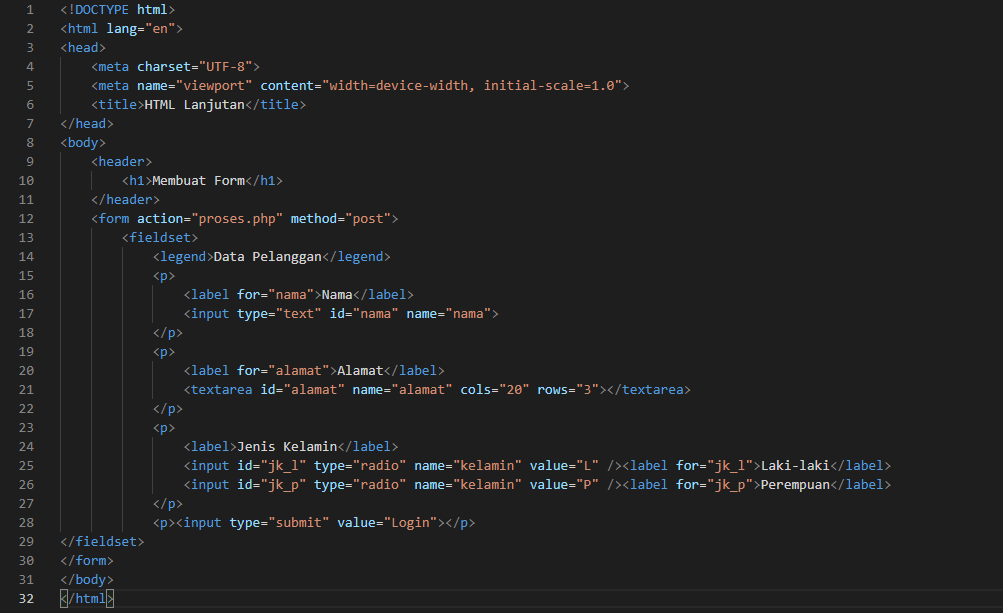 1 <!DOCTYPE html>
2 <html lang="en">
3 <head>
4     <meta charset="UTF-8">
5     <meta name="viewport" content="width=device-width, initial-scale=1.0">
6     <title>HTML Lanjutan</title>
7 </head>
8 <body>
9     <header>
10         <h1>Membuat Form</h1>
11     </header>
12     <form action="proses.php" method="post">
13         <fieldset>
14             <legend>Data Pelanggan</legend>
15             <p>
16                 <label for="nama">Nama</label>
17                 <input type="text" id="nama" name="nama">
18             </p>
19             <p>
20                 <label for="alamat">Alamat</label>
21                 <textarea id="alamat" name="alamat" cols="20" rows="3"></textarea>
22             </p>
23             <p>
24                 <label>Jenis Kelamin</label>
25                 <input id="jk_l" type="radio" name="kelamin" value="L" /><label for="jk_l">Laki-laki</label>
26                 <input id="jk_p" type="radio" name="kelamin" value="P" /><label for="jk_p">Perempuan</label>
27             </p>
28             <p><input type="submit" value="Login"></p>
29 </fieldset>
30 </form>
31 </body>
32 </html>